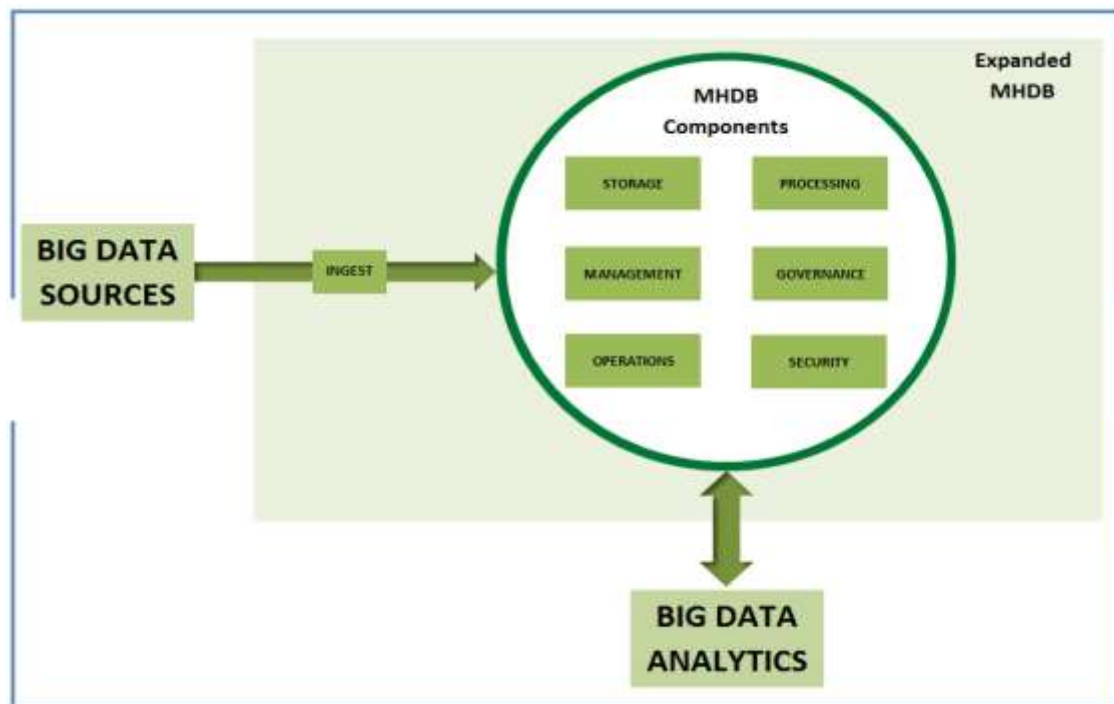 Expanded
MHDB
MHDB
Components
STORAGE
PROCESSING
BIG DATA
SOURCES
INGEST
MANAGEMENT
GOVERNANCE
OPERATIONS
SECURITY
BIG DATA
ANALYTICS